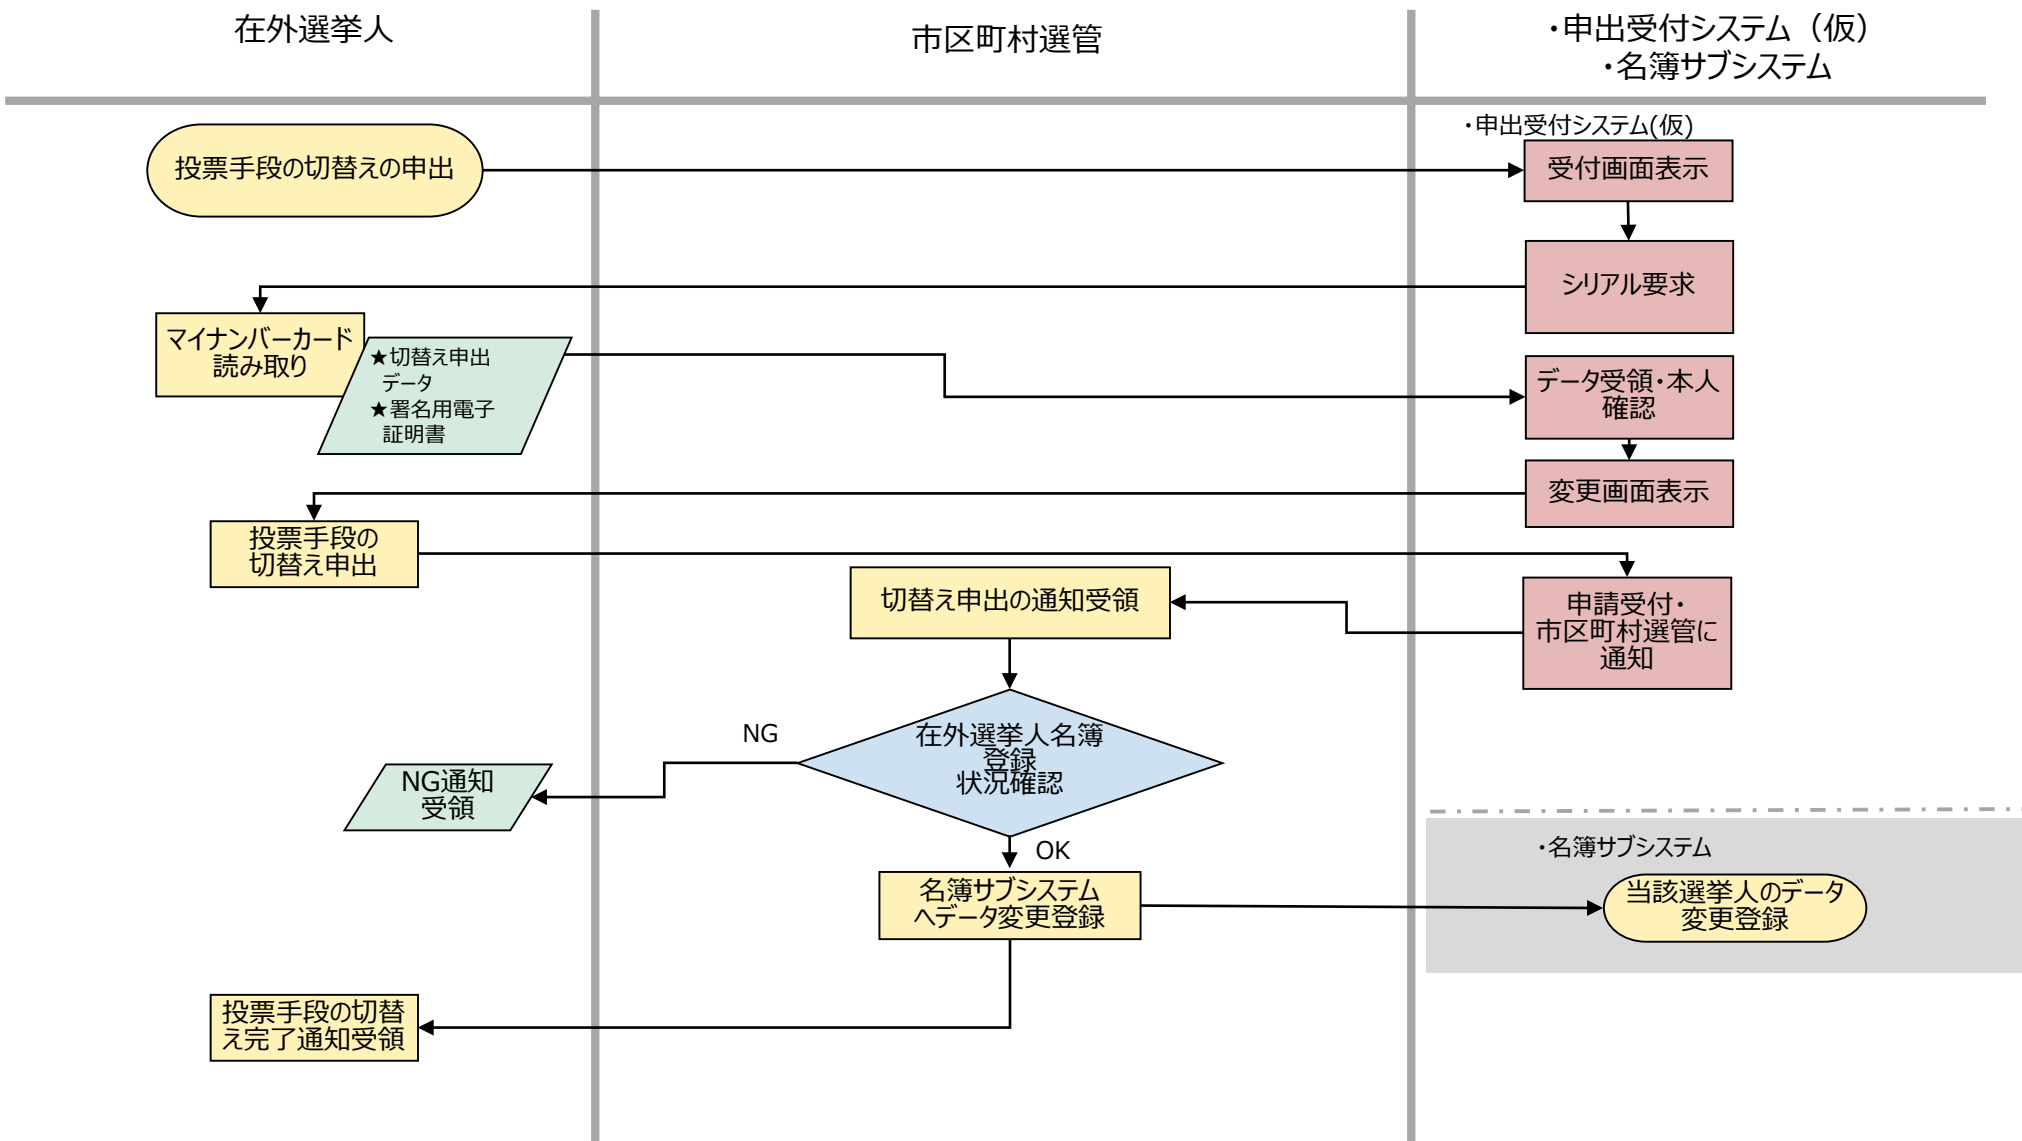 在外選挙人
市区町村選管
・申出受付システム（仮）
・名簿サブシステム
・申出受付システム(仮)
投票手段の切替えの申出
受付画面表示
シリアル要求
マイナンバーカード
読み取り
★切替え申出
データ
★署名用電子
証明書
データ受領・本人
確認
変更画面表示
投票手段の
切替え申出
切替え申出の通知受領
申請受付・
市区町村選管に
通知
在外選挙人名簿
登録
状況確認
NG
NG通知
受領
OK
・名簿サブシステム
名簿サブシステム
へデータ変更登録
当該選挙人のデータ
変更登録
投票手段の切替
え完了通知受領